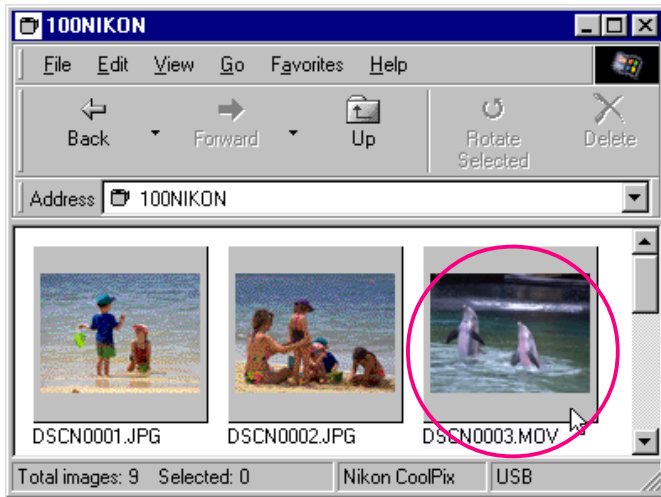 100NIKON
File Edit View Go Favorites Help
Back Forward Up Rotate Selected Delete
Address 100NIKON
DSCN0001.JPG DSCN0002.JPG DSCN0003.MOV
Total images: 9 Selected: 0 Nikon CoolPix USB